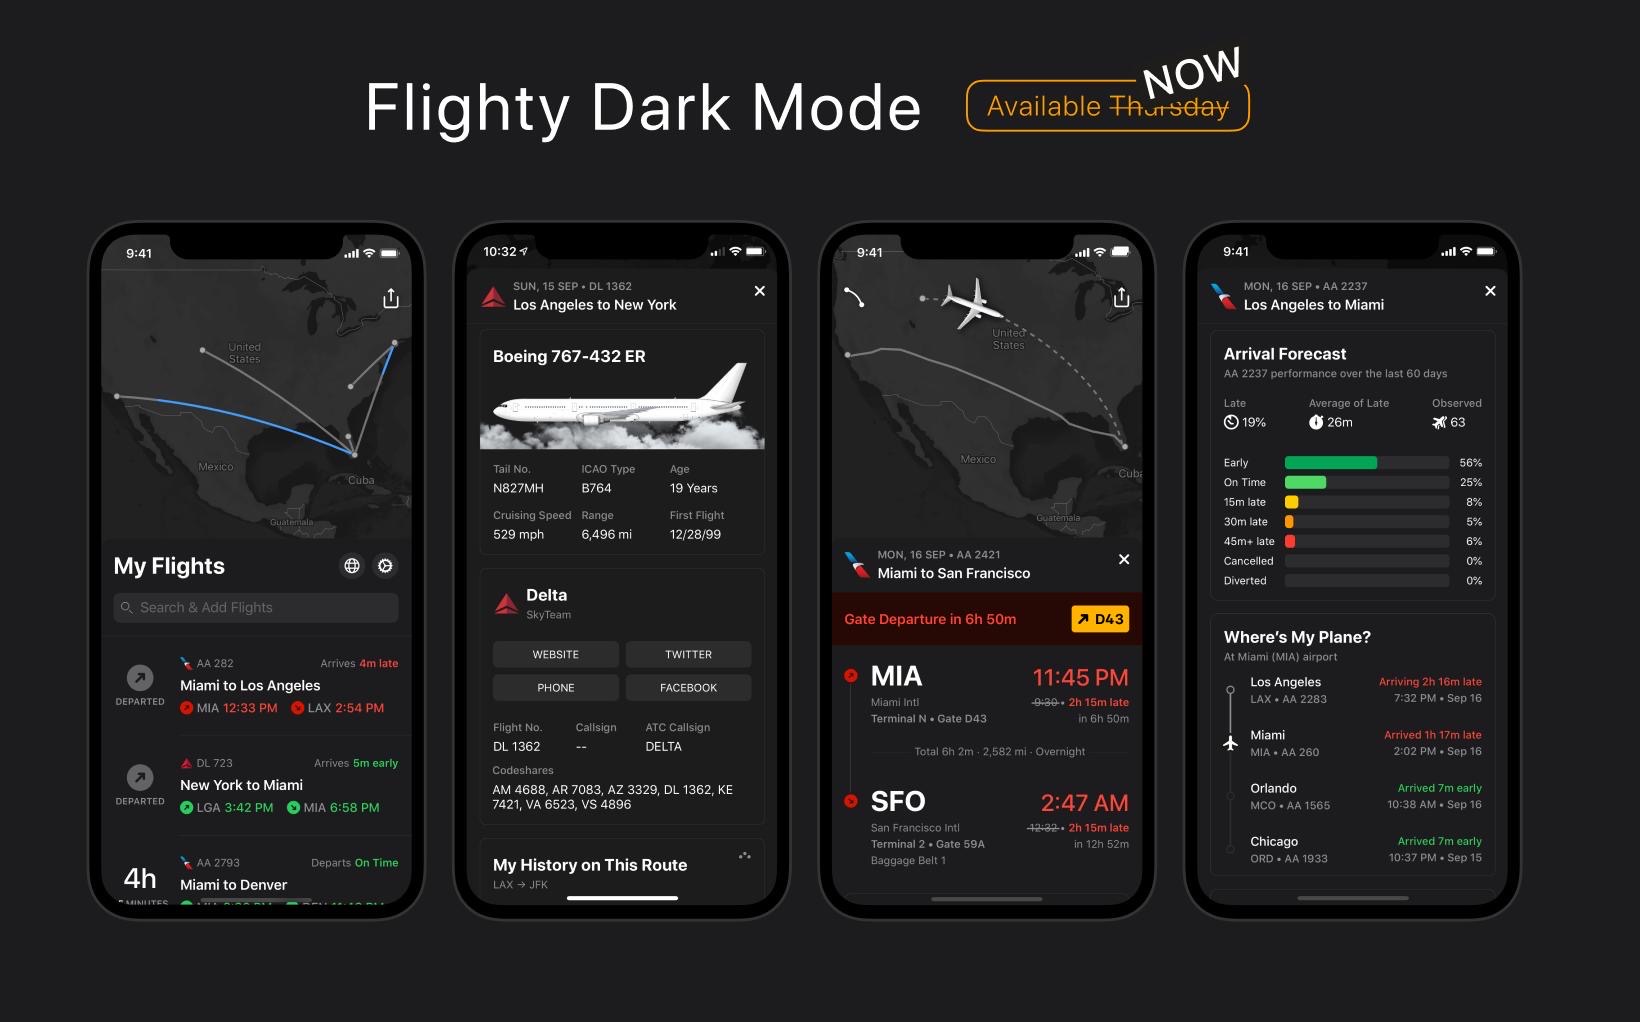 Flighty Dark Mode
Available Thursday
NOW
9:41
United
States
Mexico
Cuba
Guatemala
My Flights
Search & Add Flights
DEPARTED
AA 282
Arrives 4m late
Miami to Los Angeles
MIA 12:33 PM LAX 2:54 PM
DEPARTED
DL 723
Arrives 5m early
New York to Miami
LGA 3:42 PM MIA 6:58 PM
4h
AA 2793
Departs On Time
Miami to Denver
10:32
SUN, 15 SEP • DL 1362
Los Angeles to New York
Boeing 767-432 ER
Tail No. ICAO Type Age
N827MH B764 19 Years
Cruising Speed Range First Flight
529 mph 6,496 mi 12/28/99
Delta
SkyTeam
WEBSITE TWITTER
PHONE FACEBOOK
Flight No. Callsign ATC Callsign
DL 1362 -- DELTA
Codeshares
AM 4688, AR 7083, AZ 3329, DL 1362, KE
7421, VA 6523, VS 4896
My History on This Route
LAX → JFK
9:41
United
States
Mexico
Cuba
Guatemala
MON, 16 SEP • AA 2421
Miami to San Francisco
Gate Departure in 6h 50m
D43
MIA 11:45 PM
Miami Intl 9:30 • 2h 15m late
Terminal N • Gate D43 in 6h 50m
Total 6h 2m · 2,582 mi · Overnight
SFO 2:47 AM
San Francisco Intl 12:32 • 2h 15m late
Terminal 2 • Gate 59A in 12h 52m
Baggage Belt 1
9:41
MON, 16 SEP • AA 2237
Los Angeles to Miami
Arrival Forecast
AA 2237 performance over the last 60 days
Late Average of Late Observed
19% 26m 63
Early 56%
On Time 25%
15m late 8%
30m late 5%
45m+ late 6%
Cancelled 0%
Diverted 0%
Where's My Plane?
At Miami (MIA) airport
Los Angeles Arriving 2h 16m late
LAX • AA 2283 7:32 PM • Sep 16
Miami Arrived 1h 17m late
MIA • AA 260 2:02 PM • Sep 16
Orlando Arrived 7m early
MCO • AA 1565 10:38 AM • Sep 16
Chicago Arrived 7m early
ORD • AA 1933 10:37 PM • Sep 15